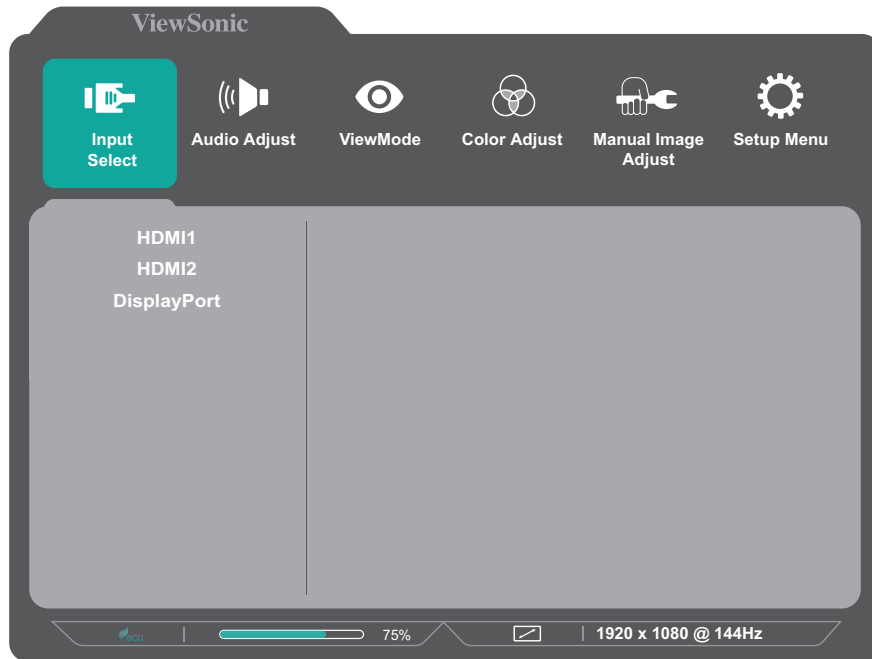 ViewSonic
Input
Select
Audio Adjust
ViewMode
Color Adjust
Manual Image
Adjust
Setup Menu
HDMI1
HDMI2
DisplayPort
eco
75%
1920 x 1080 @ 144Hz